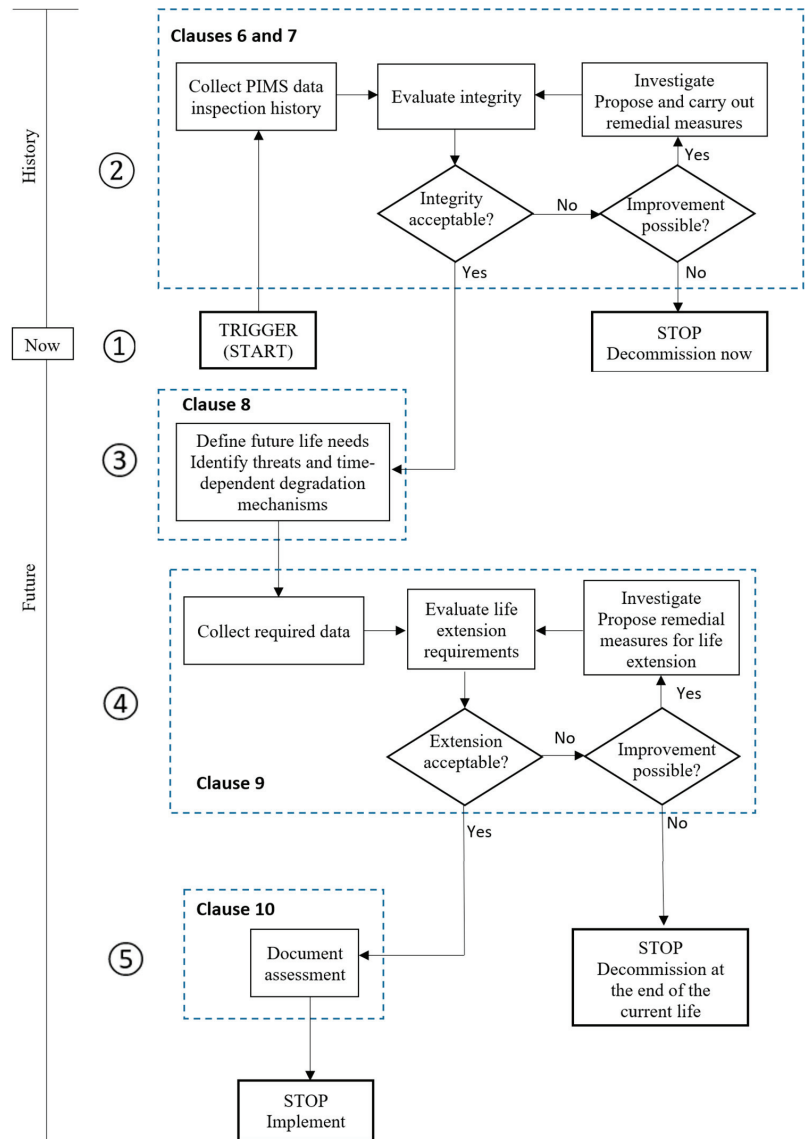 Clauses 6 and 7
Collect PIMS data
inspection history
Evaluate integrity
Investigate
Propose and carry out
remedial measures
History
②
Yes
Integrity
acceptable?
No
Improvement
possible?
Yes
No
Now
①
TRIGGER
(START)
STOP
Decommission now
Clause 8
③
Define future life needs
Identify threats and time-
dependent degradation
mechanisms
Future
Collect required data
Evaluate life
extension
requirements
Investigate
Propose remedial
measures for life
extension
④
Yes
Extension
acceptable?
No
Improvement
possible?
Clause 9
Yes
No
Clause 10
⑤
Document
assessment
STOP
Decommission at
the end of the
current life
STOP
Implement